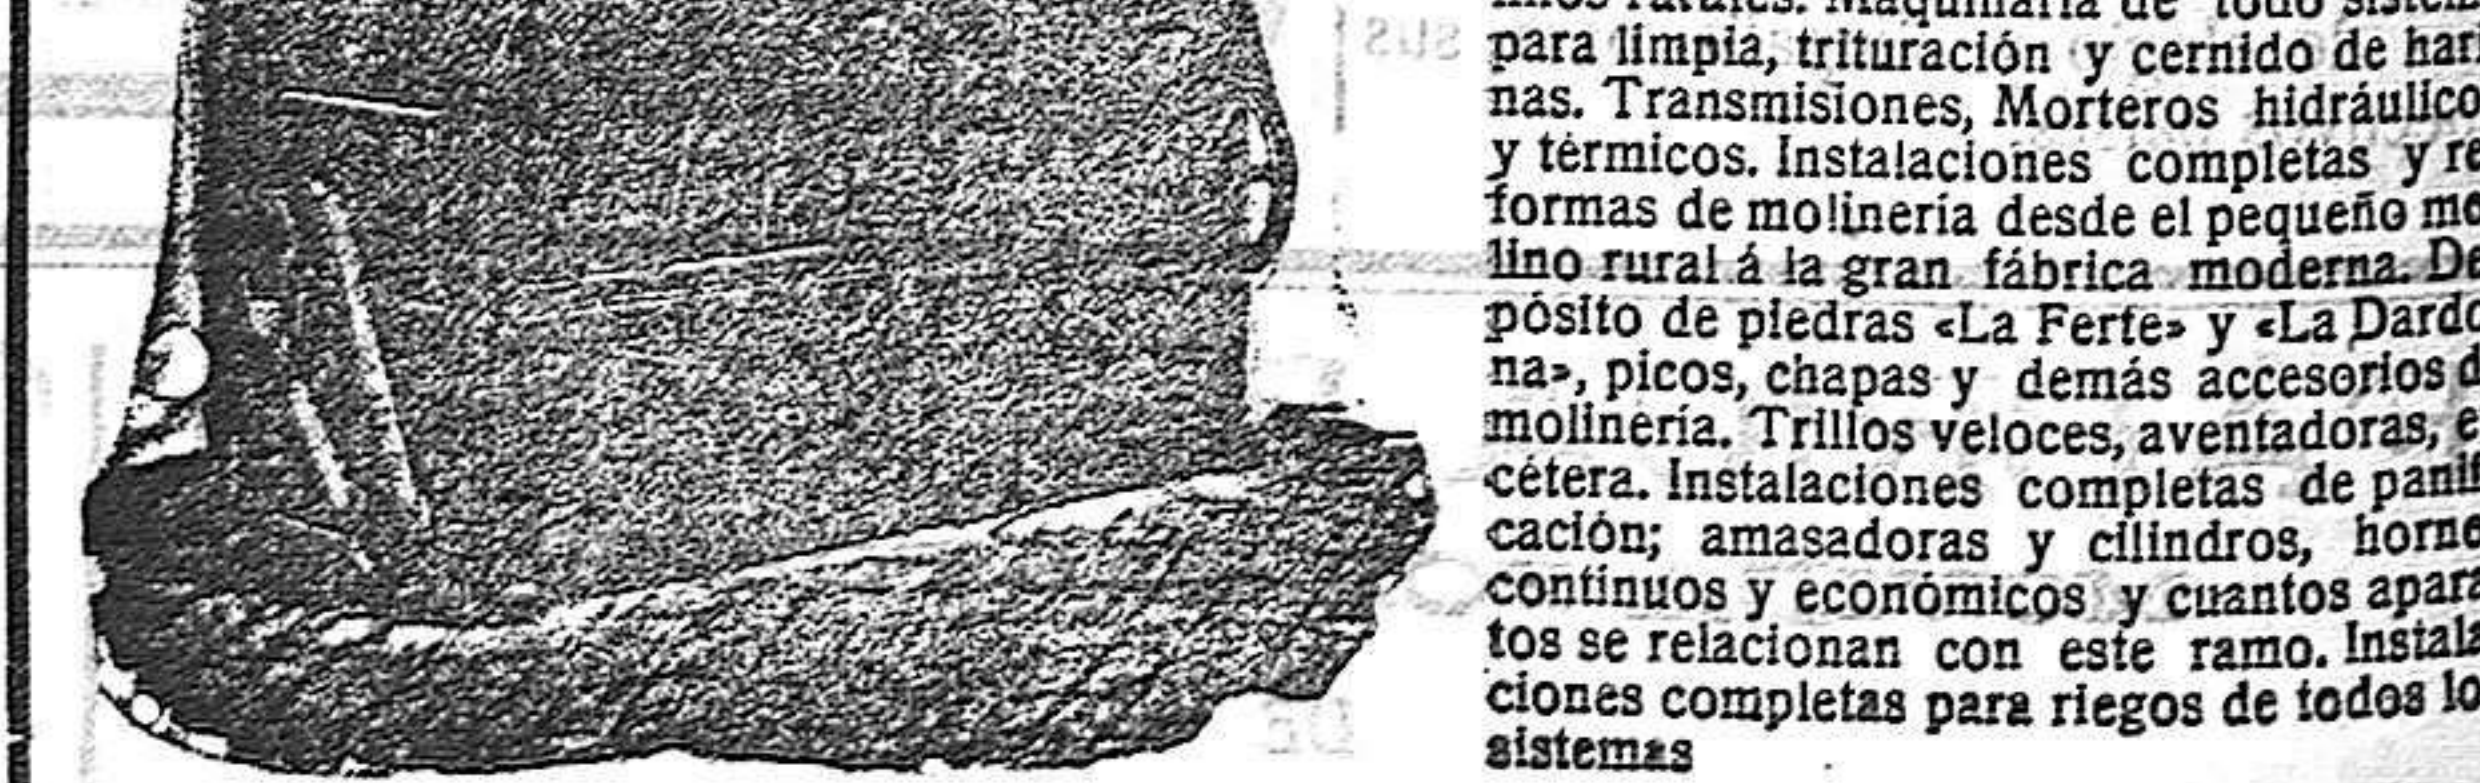 para limpia, trituración y cernido de hari
nas. Transmisiones, Morteros hidráulico
y térmicos. Instalaciones completas y re
formas de molinería desde el pequeño mo
lino rural á la gran fábrica moderna. De
pósito de piedras «La Ferte» y «La Dardo
na», picos, chapas y demás accesorios d
molinería. Trillos veloces, aventadoras, e
cétera. Instalaciones completas de panifi
cación; amasadoras y cilindros, horno
continuos y económicos y cuantos apara
tos se relacionan con este ramo. Instala
ciones completas para riegos de todos lo
sistemas